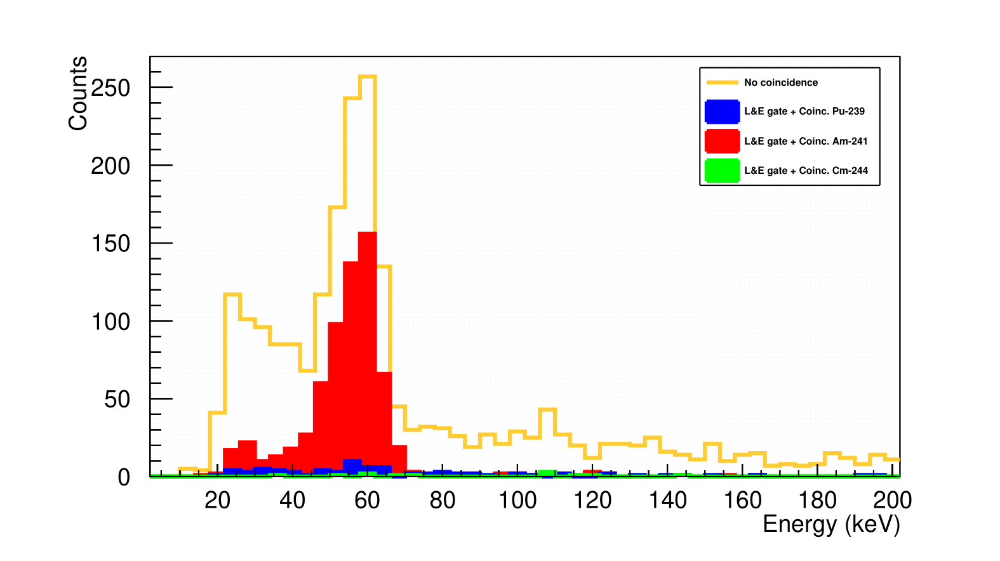 Counts
250
200
150
100
50
0
No coincidence
L&E gate + Coinc. Pu-239
L&E gate + Coinc. Am-241
L&E gate + Coinc. Cm-244
20 40 60 80 100 120 140 160 180 200
Energy (keV)